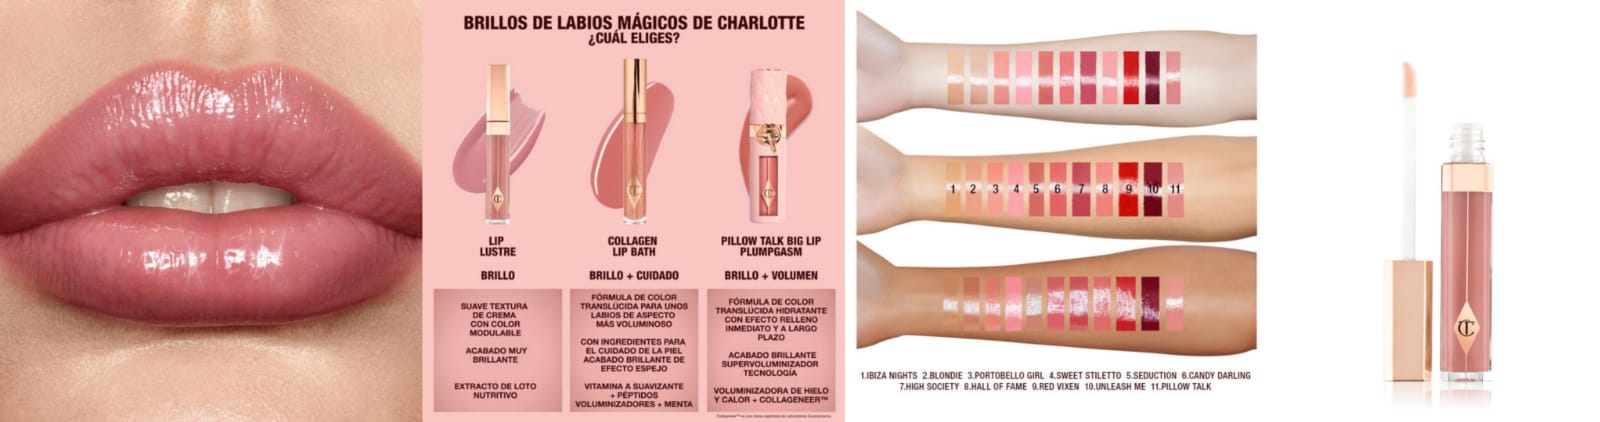 BRILLOS DE LABIOS MÁGICOS DE CHARLOTTE
¿CUÁL ELIGES?
LIP
LUSTRE
BRILLO
SUAVE TEXTURA
DE CREMA
CON COLOR
MODULABLE
ACABADO MUY
BRILLANTE
EXTRACTO DE LOTO
NUTRITIVO
COLLAGEN
LIP BATH
BRILLO + CUIDADO
FÓRMULA DE COLOR
TRANSLÚCIDA PARA UNOS
LABIOS DE ASPECTO
MÁS VOLUMINOSO
CON INGREDIENTES PARA
EL CUIDADO DE LA PIEL
ACABADO BRILLANTE DE
EFECTO ESPEJO
VITAMINA A SUAVIZANTE
+ PÉPTIDOS
VOLUMINIZADORES + MENTA
PILLOW TALK BIG LIP
PLUMPGASM
BRILLO + VOLUMEN
FÓRMULA DE COLOR
TRANSLÚCIDA HIDRATANTE
CON EFECTO RELLENO
INMEDIATO Y A LARGO
PLAZO
ACABADO BRILLANTE
SUPERVOLUMINIZADOR
TECNOLOGÍA
VOLUMINIZADORA DE HIELO
Y CALOR + COLLAGENEER™
1 2 3 4 5 6 7 8 9 10 11
1.IBIZA NIGHTS 2.BLONDIE 3.PORTOBELLO GIRL 4.SWEET STILETTO 5.SEDUCTION 6.CANDY DARLING
7.HIGH SOCIETY 8.HALL OF FAME 9.RED VIXEN 10.UNLEASH ME 11.PILLOW TALK
CT